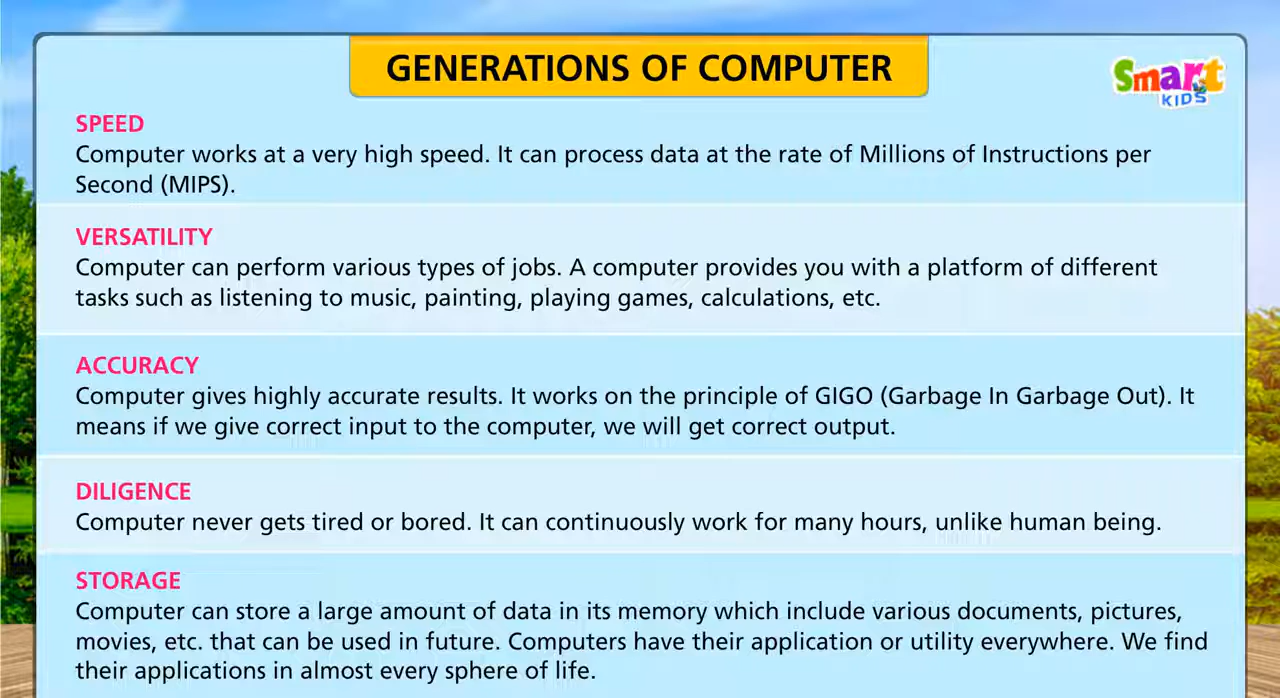 GENERATIONS OF COMPUTER
Smart
KIDS
SPEED
Computer works at a very high speed. It can process data at the rate of Millions of Instructions per
Second (MIPS).
VERSATILITY
Computer can perform various types of jobs. A computer provides you with a platform of different
tasks such as listening to music, painting, playing games, calculations, etc.
ACCURACY
Computer gives highly accurate results. It works on the principle of GIGO (Garbage In Garbage Out). It
means if we give correct input to the computer, we will get correct output.
DILIGENCE
Computer never gets tired or bored. It can continuously work for many hours, unlike human being.
STORAGE
Computer can store a large amount of data in its memory which include various documents, pictures,
movies, etc. that can be used in future. Computers have their application or utility everywhere. We find
their applications in almost every sphere of life.